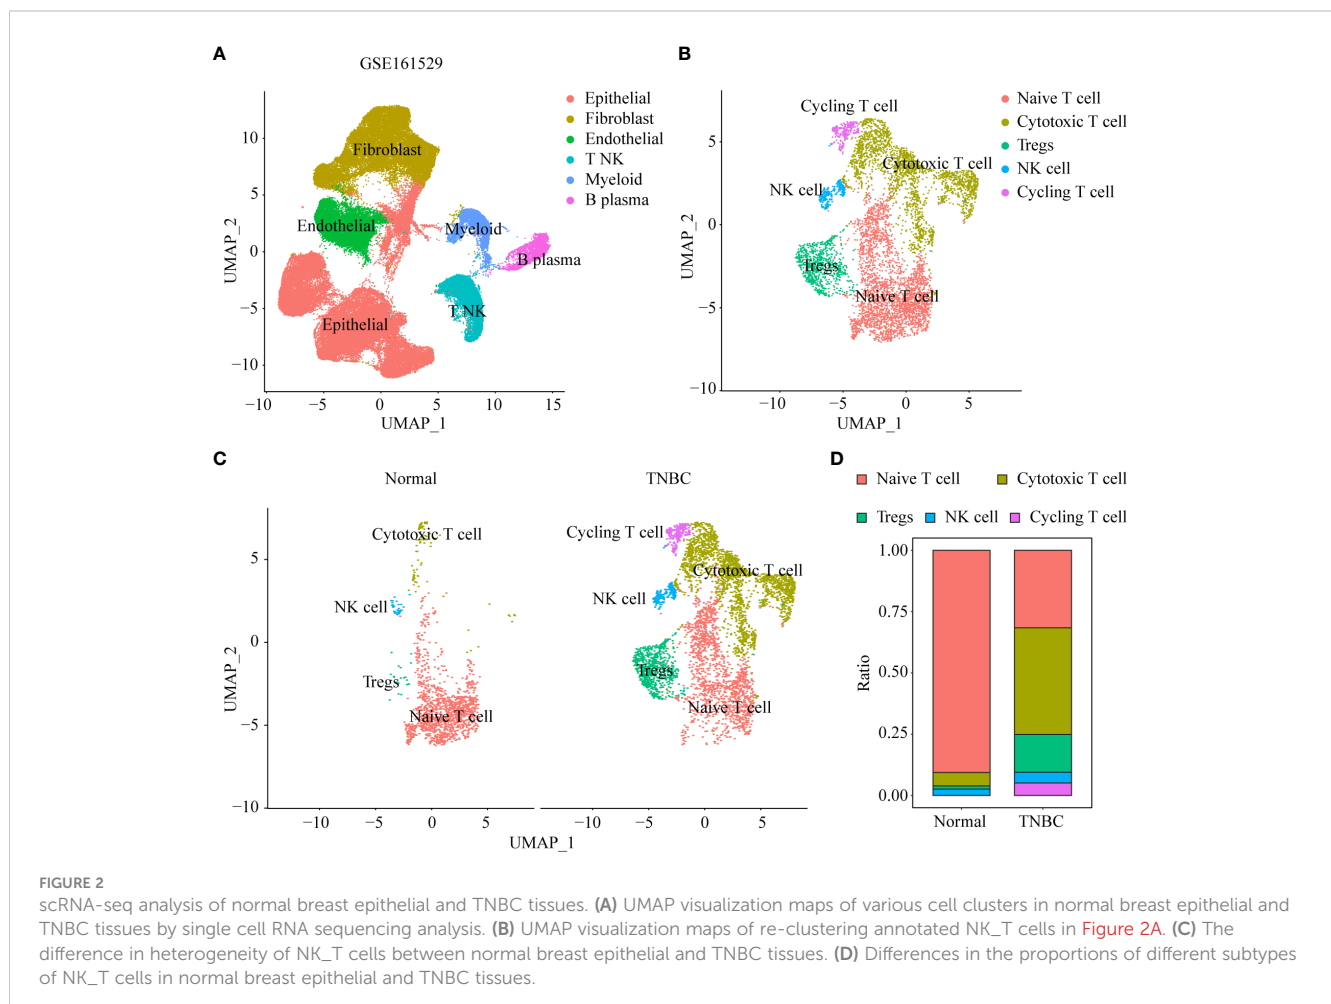 A
GSE161529
Epithelial
Fibroblast
Endothelial
T NK
Myeloid
B plasma
Fibroblast
Endothelial
Myeloid
B plasma
T NK
Epithelial
10
5
0
−5
−10
UMAP_2
−10 −5 0 5 10 15
UMAP_1
B
Naive T cell
Cytotoxic T cell
Tregs
NK cell
Cycling T cell
Cycling T cell
Cytotoxic T cell
NK cell
Tregs
Naive T cell
5
0
−5
−10
UMAP_2
−10 −5 0 5
UMAP_1
C
Normal TNBC
Cytotoxic T cell
NK cell
Tregs
Naive T cell
Cycling T cell
Cytotoxic T cell
NK cell
Tregs
Naive T cell
5
0
−5
−10
UMAP_2
−10 −5 0 5 −10 −5 0 5
UMAP_1
D
Naive T cell Cytotoxic T cell
Tregs NK cell Cycling T cell
1.00
0.75
0.50
0.25
0.00
Ratio
Normal TNBC
FIGURE 2
scRNA-seq analysis of normal breast epithelial and TNBC tissues. (A) UMAP visualization maps of various cell clusters in normal breast epithelial and
TNBC tissues by single cell RNA sequencing analysis. (B) UMAP visualization maps of re-clustering annotated NK_T cells in Figure 2A. (C) The
difference in heterogeneity of NK_T cells between normal breast epithelial and TNBC tissues. (D) Differences in the proportions of different subtypes
of NK_T cells in normal breast epithelial and TNBC tissues.